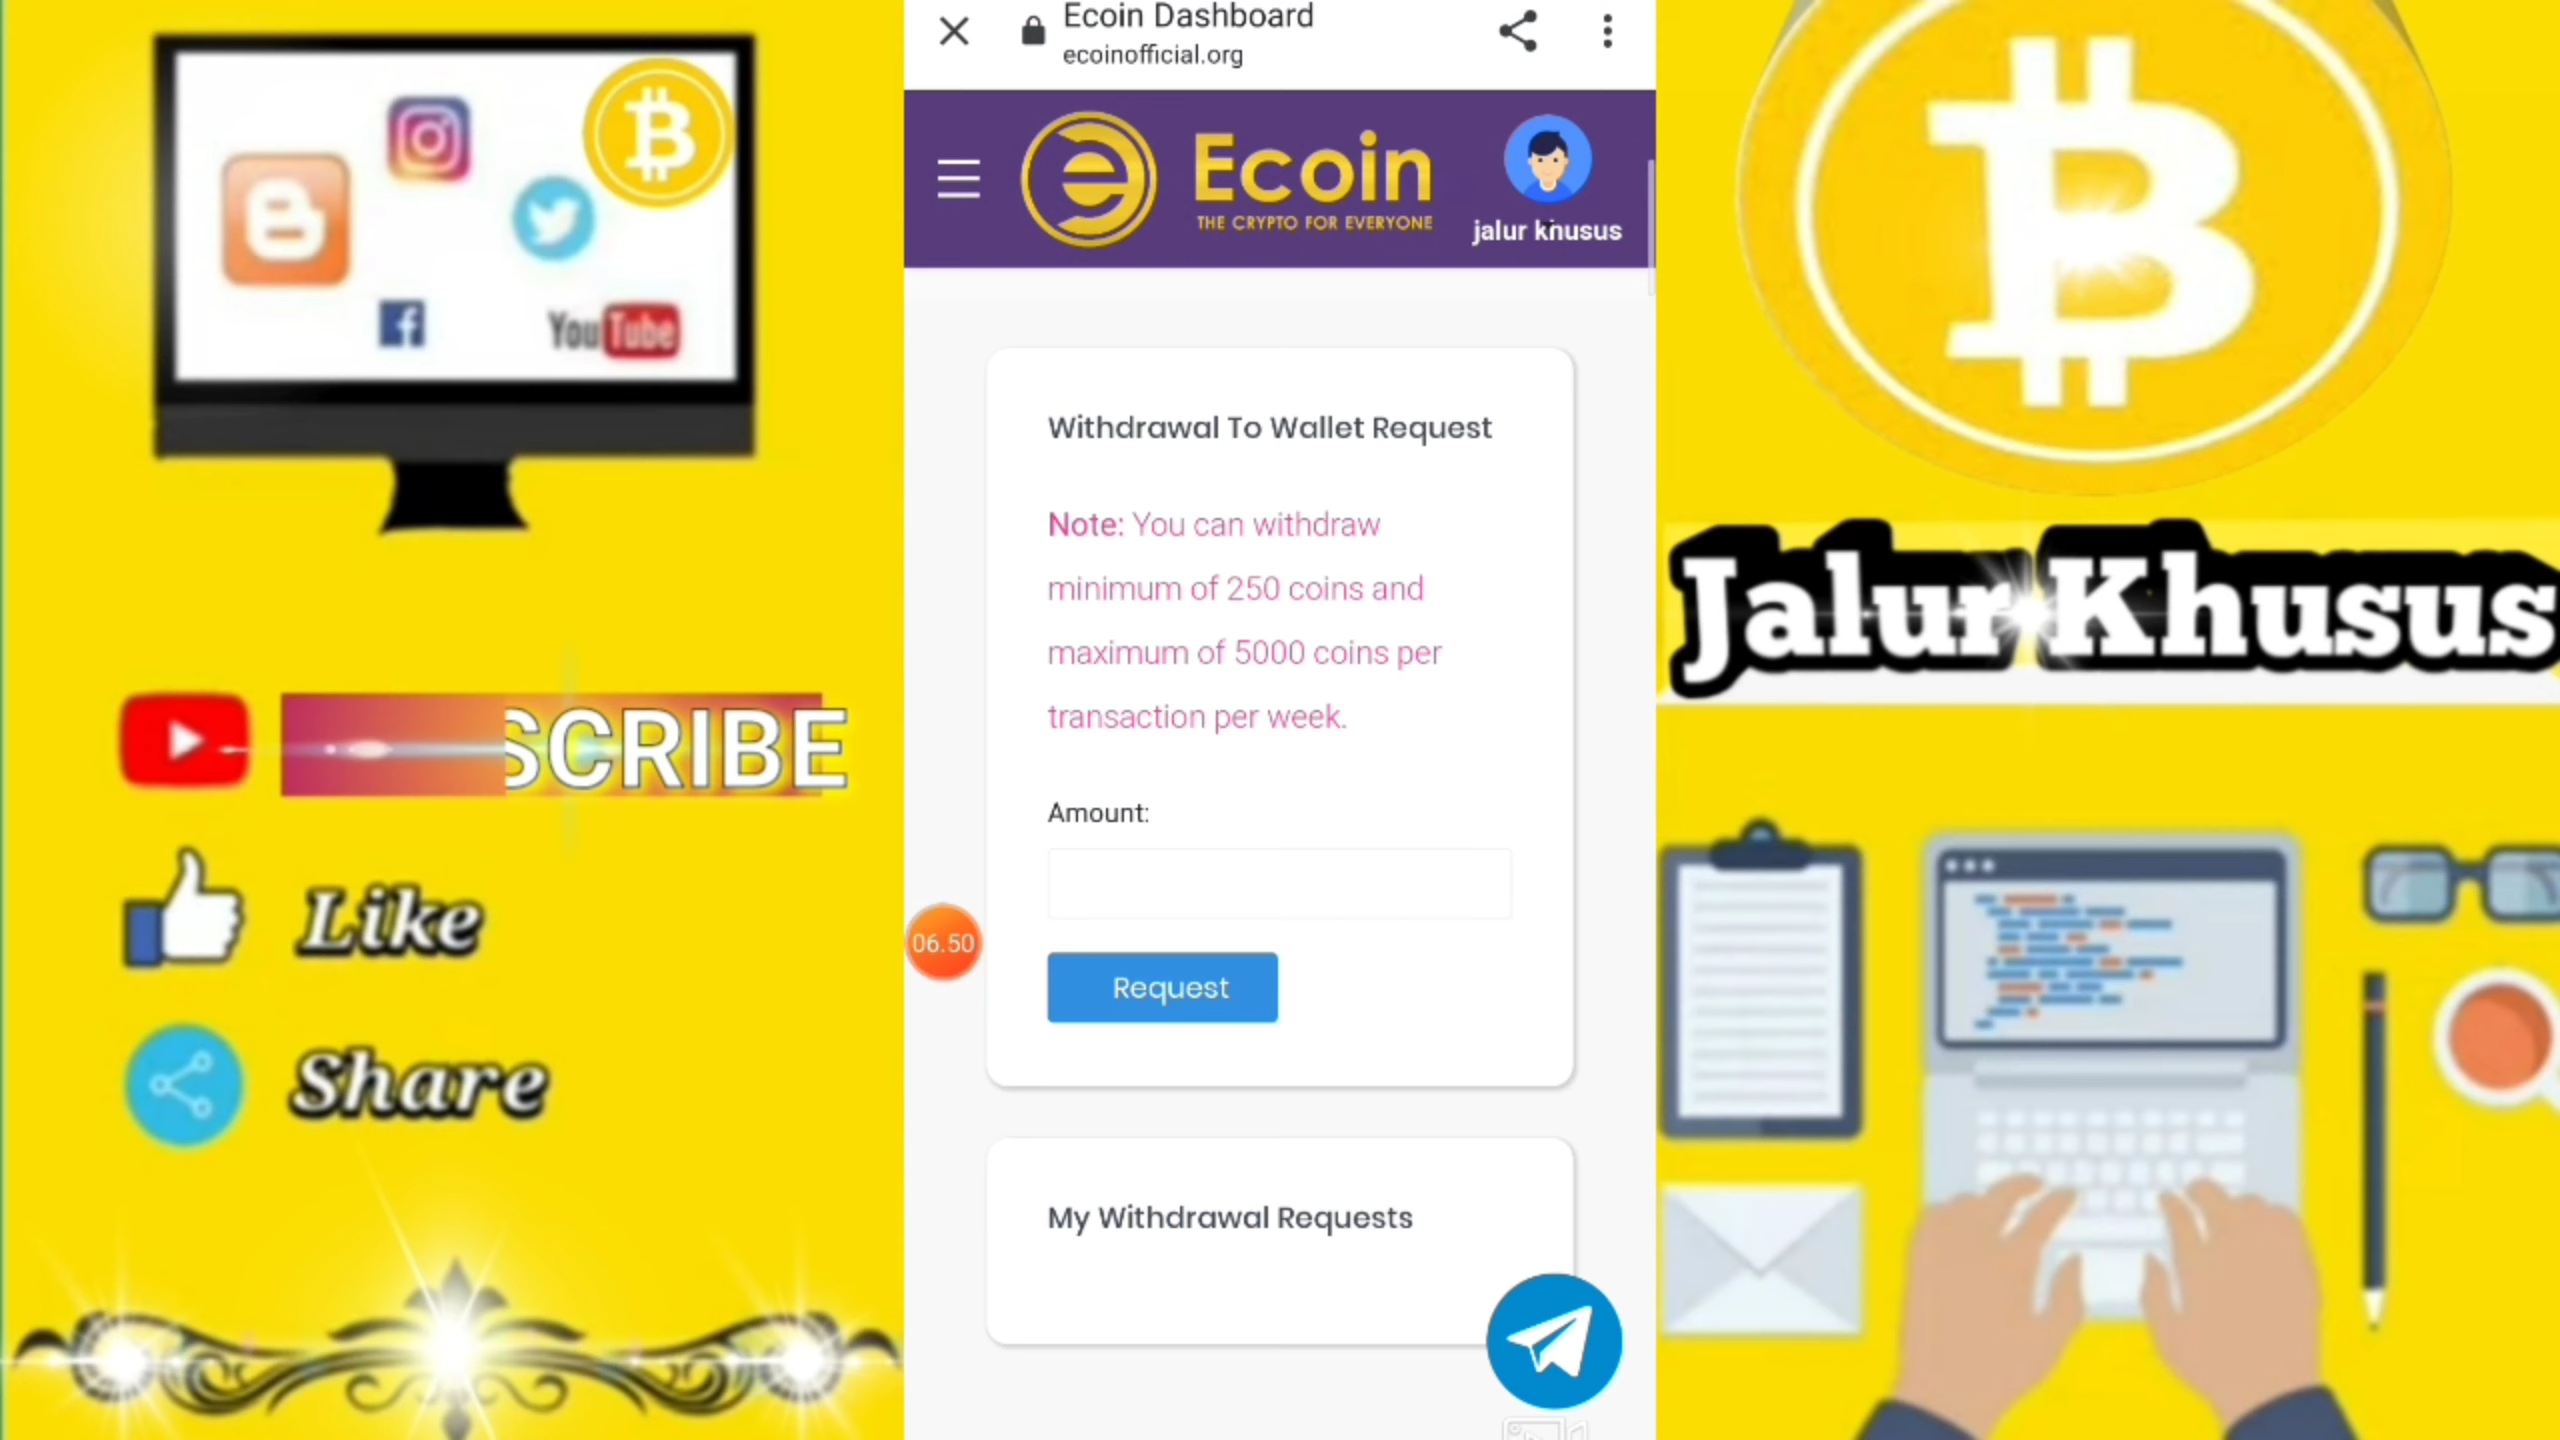 You Tube
SCRIBE
Like
Share
Ecoin Dashboard
ecoinofficial.org
Ecoin
THE CRYPTO FOR EVERYONE
jalur khusus
Withdrawal To Wallet Request
Note: You can withdraw
minimum of 250 coins and
maximum of 5000 coins per
transaction per week.
Amount:
06.50
Request
My Withdrawal Requests
Jalur Khusus